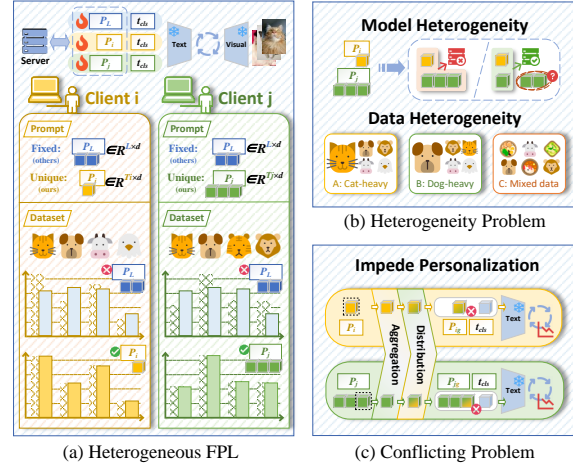 Server
P_L
t_cls
P_i
t_cls
P_j
t_cls
Text
Visual
Client i
Prompt
Fixed:
(others)
P_L
∈R^{L×d}
Unique:
(ours)
P_i
∈R^{Ti×d}
Dataset
P_L
P_i
Client j
Prompt
Fixed:
(others)
P_L
∈R^{L×d}
Unique:
(ours)
P_j
∈R^{Tj×d}
Dataset
P_L
P_j
(a) Heterogeneous FPL
Model Heterogeneity
P_i
P_j
?
Data Heterogeneity
A: Cat-heavy
B: Dog-heavy
C: Mixed data
(b) Heterogeneity Problem
Impede Personalization
P_i
Aggregation
Distribution
P_ig
t_cls
Text
P_j
P_jg
t_cls
Text
(c) Conflicting Problem